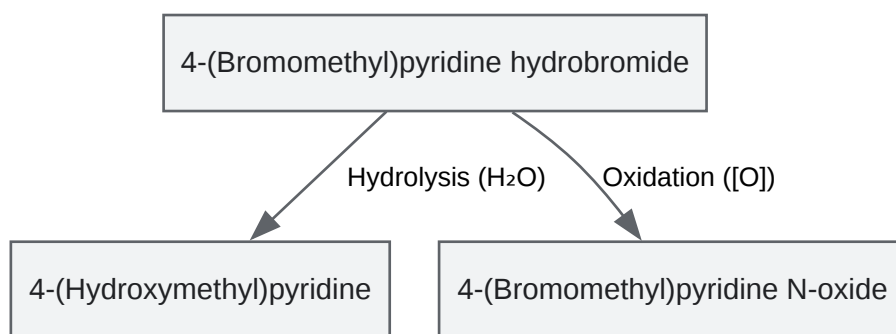 4-(Bromomethyl)pyridine hydrobromide
Hydrolysis (H₂O)
Oxidation ([O])
4-(Hydroxymethyl)pyridine
4-(Bromomethyl)pyridine N-oxide